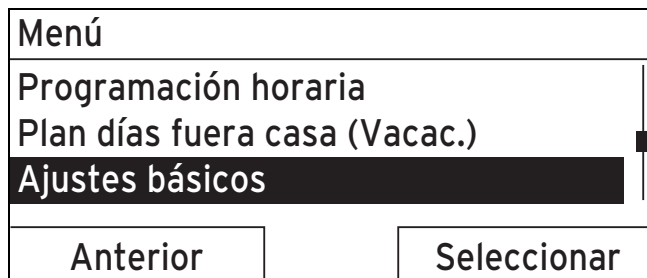 Menú
Programación horaria
Plan días fuera casa (Vacac.)
Ajustes básicos
Anterior
Seleccionar